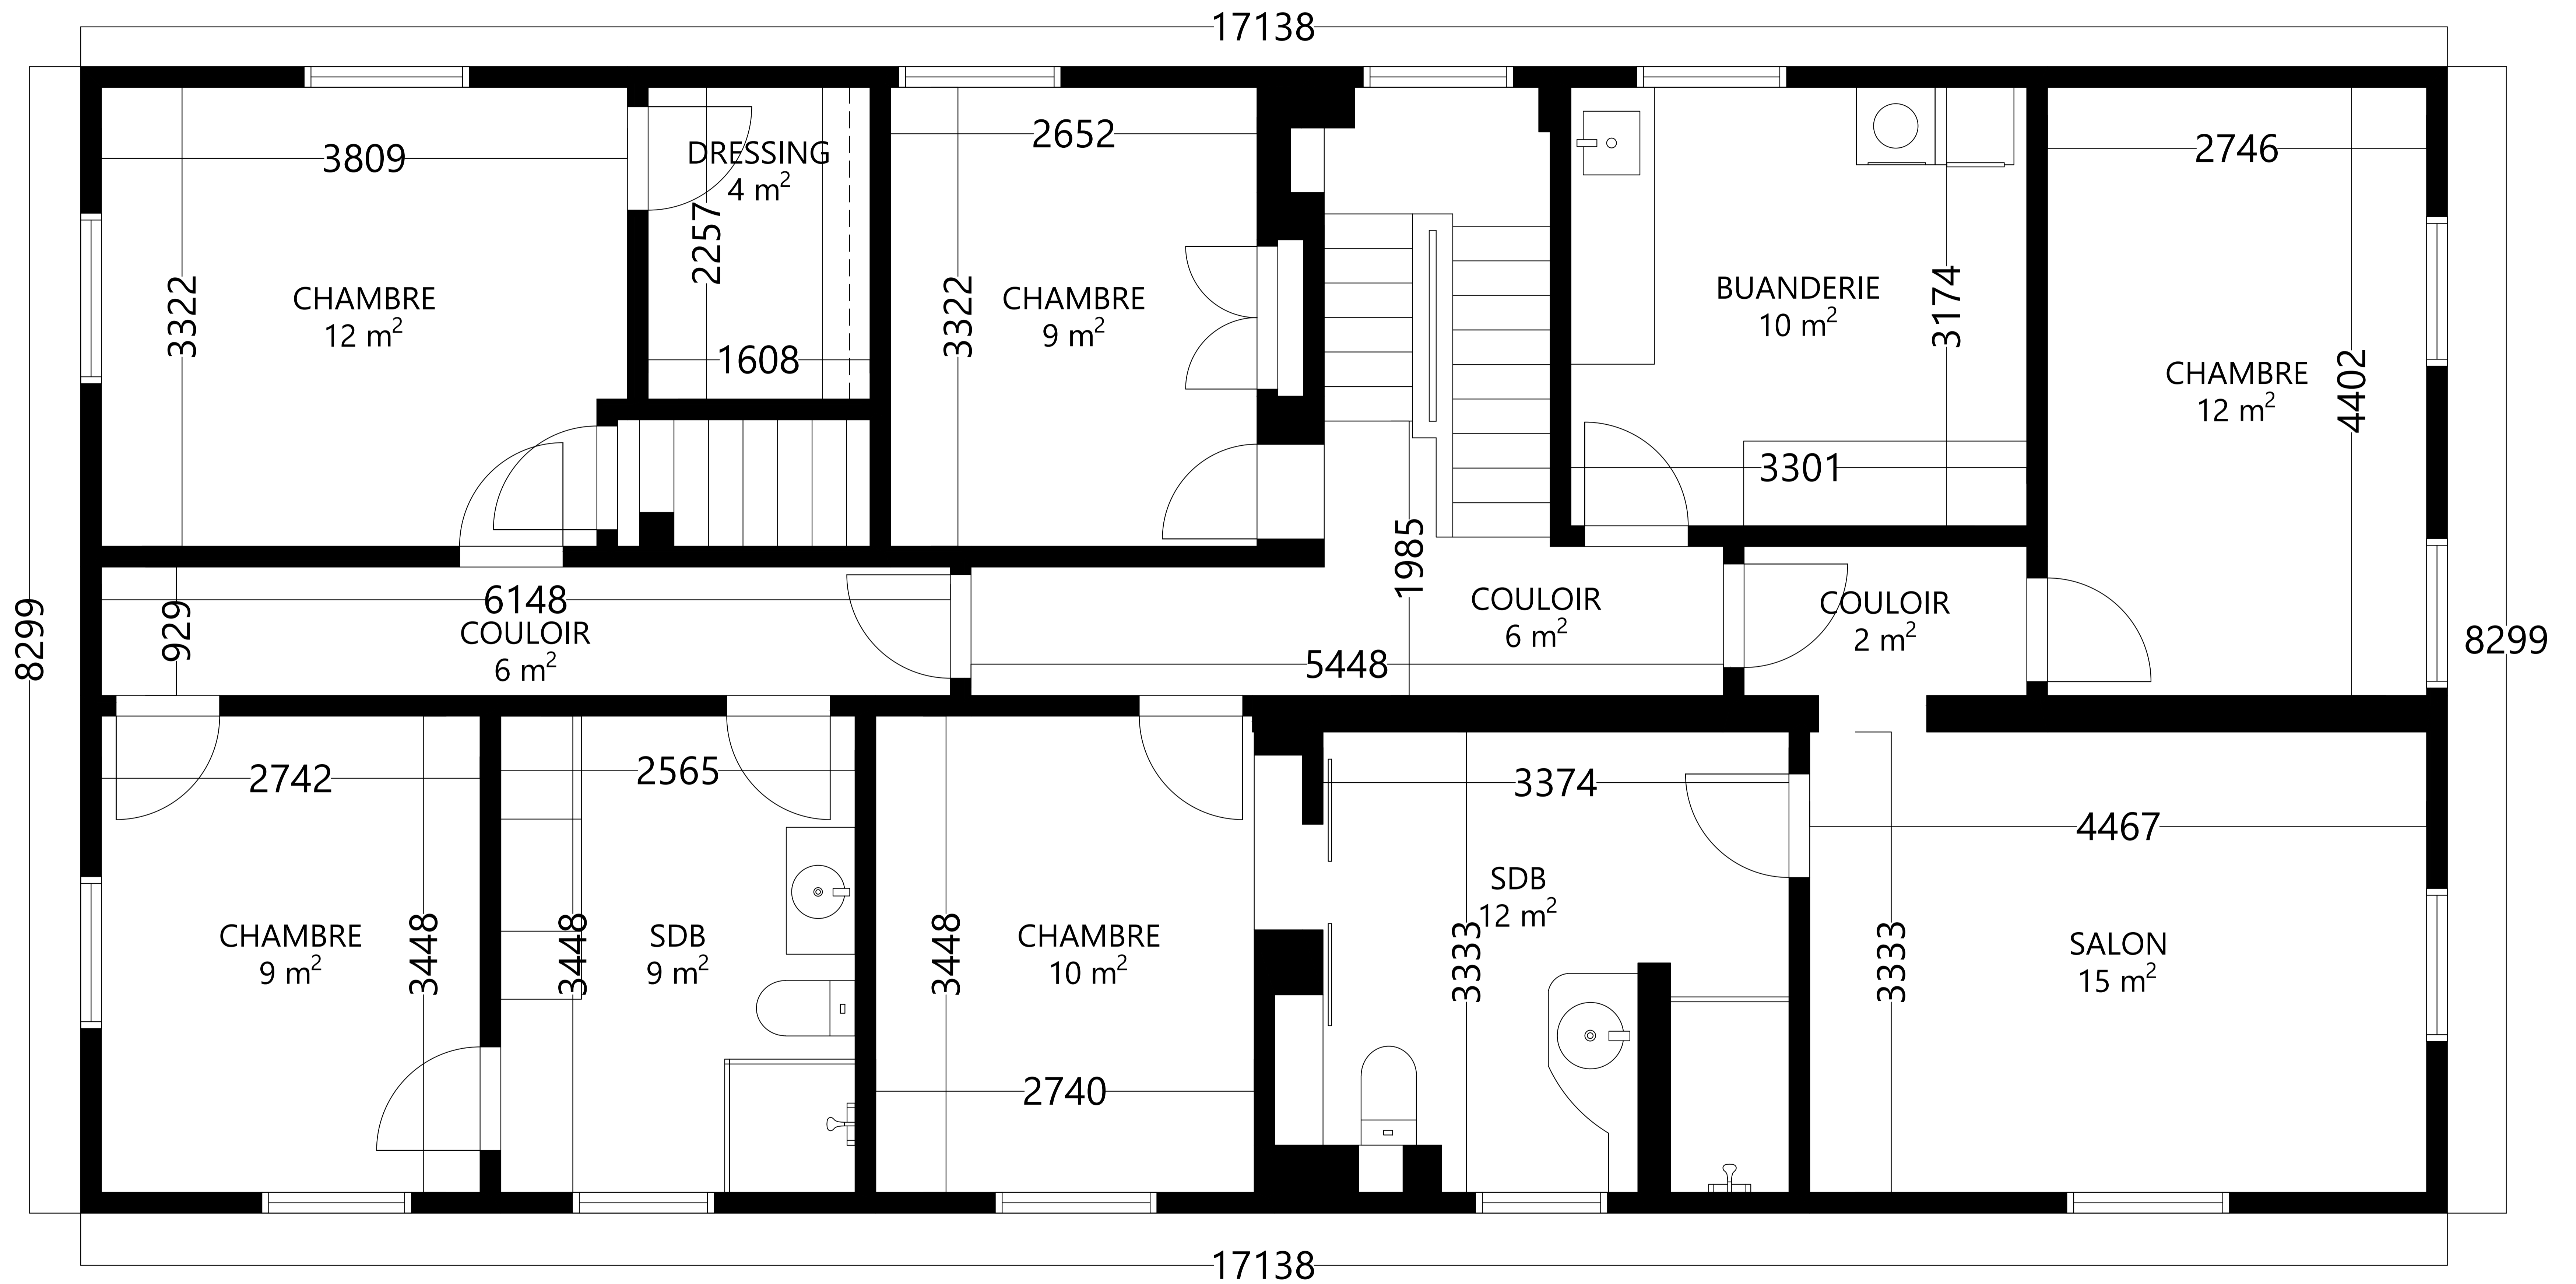 17138
3809
DRESSING
4 m²
2257
1608
3322
CHAMBRE
12 m²
2652
3322
CHAMBRE
9 m²
BUANDERIE
10 m²
3174
3301
2746
CHAMBRE
12 m²
4402
8299
929
6148
COULOIR
6 m²
1985
COULOIR
6 m²
5448
COULOIR
2 m²
8299
2742
3448
CHAMBRE
9 m²
2565
3448
SDB
9 m²
3448
CHAMBRE
10 m²
2740
3374
SDB
12 m²
3333
4467
3333
SALON
15 m²
17138